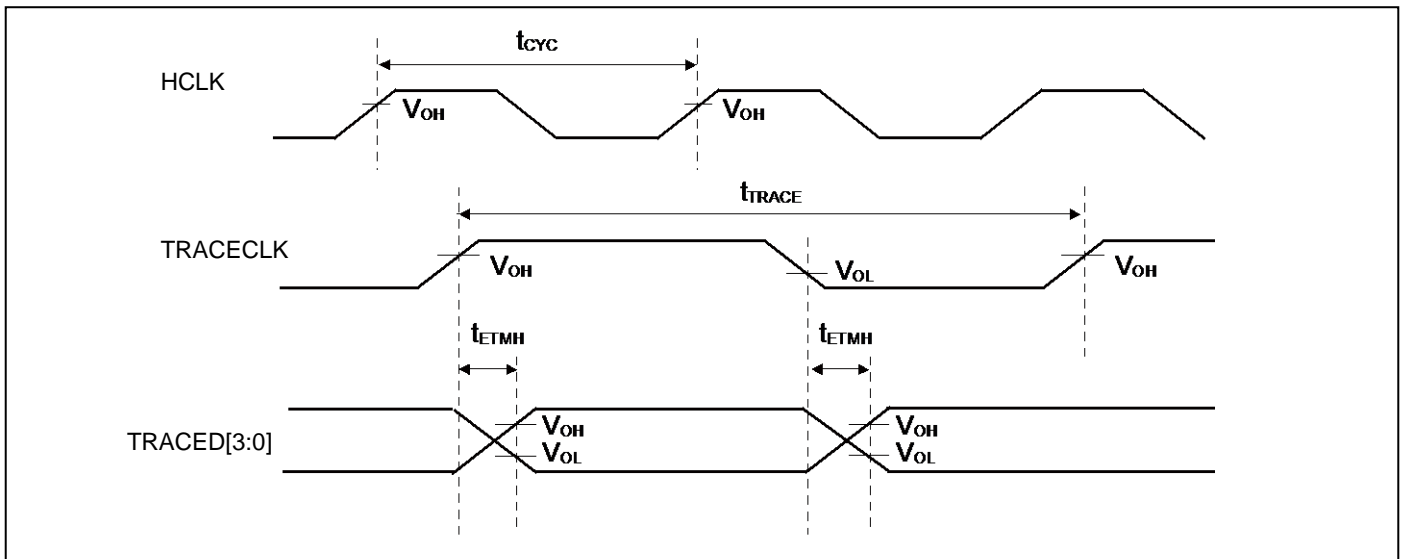 tCYC
HCLK
VOH
VOH
tTRACE
TRACECLK
VOH
VOL
VOH
tETMH
tETMH
TRACED[3:0]
VOH
VOL
VOH
VOL